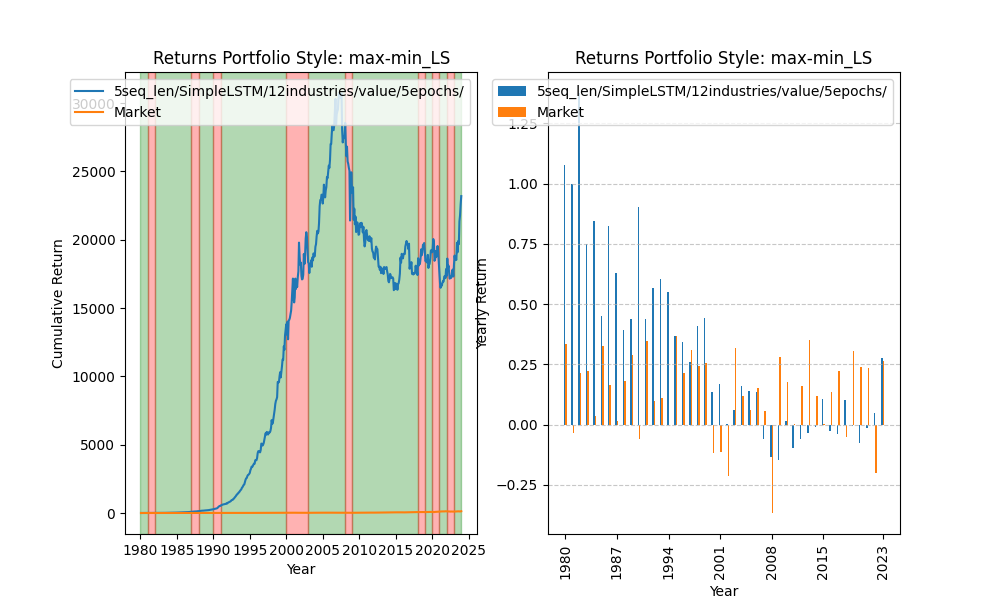 Returns Portfolio Style: max-min_LS
5seq_len/SimpleLSTM/12industries/value/5epochs/
Market
30000
25000
20000
15000
10000
5000
0
Cumulative Return
1980 1985 1990 1995 2000 2005 2010 2015 2020 2025
Year
Returns Portfolio Style: max-min_LS
5seq_len/SimpleLSTM/12industries/value/5epochs/
Market
1.25
1.00
0.75
0.50
0.25
0.00
−0.25
Yearly Return
1980 1987 1994 2001 2008 2015 2023
Year